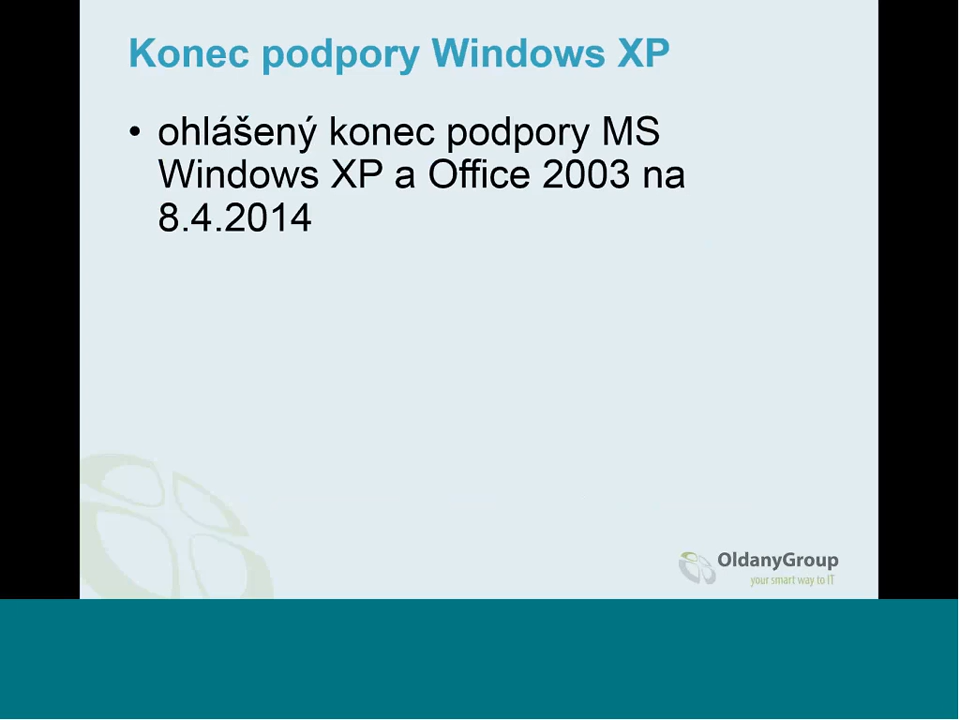 Konec podpory Windows XP
• ohlášený konec podpory MS
Windows XP a Office 2003 na
8.4.2014
OldanyGroup
your smart way to IT